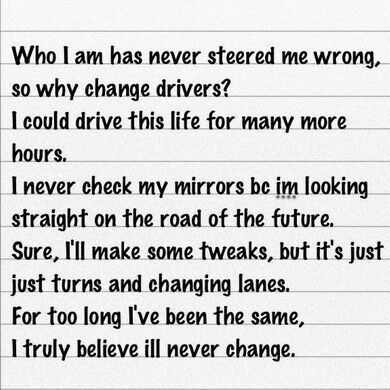 Who I am has never steered me wrong,
so why change drivers?
I could drive this life for many more
hours.
I never check my mirrors bc im looking
straight on the road of the future.
Sure, I'll make some tweaks, but it's just
just turns and changing lanes.
For too long I've been the same,
I truly believe ill never change.